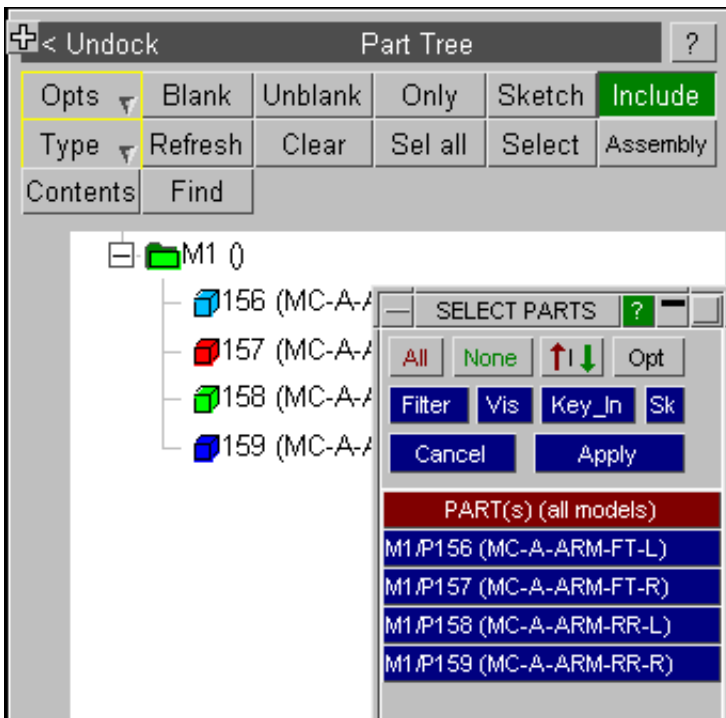 < Undock Part Tree ?
Opts Blank Unblank Only Sketch Include
Type Refresh Clear Sel all Select Assembly
Contents Find
M1 ()
156 (MC-A-A
157 (MC-A-A
158 (MC-A-A
159 (MC-A-A
SELECT PARTS ?
All None Opt
Filter Vis Key_In Sk
Cancel Apply
PART(s) (all models)
M1/P156 (MC-A-ARM-FT-L)
M1/P157 (MC-A-ARM-FT-R)
M1/P158 (MC-A-ARM-RR-L)
M1/P159 (MC-A-ARM-RR-R)